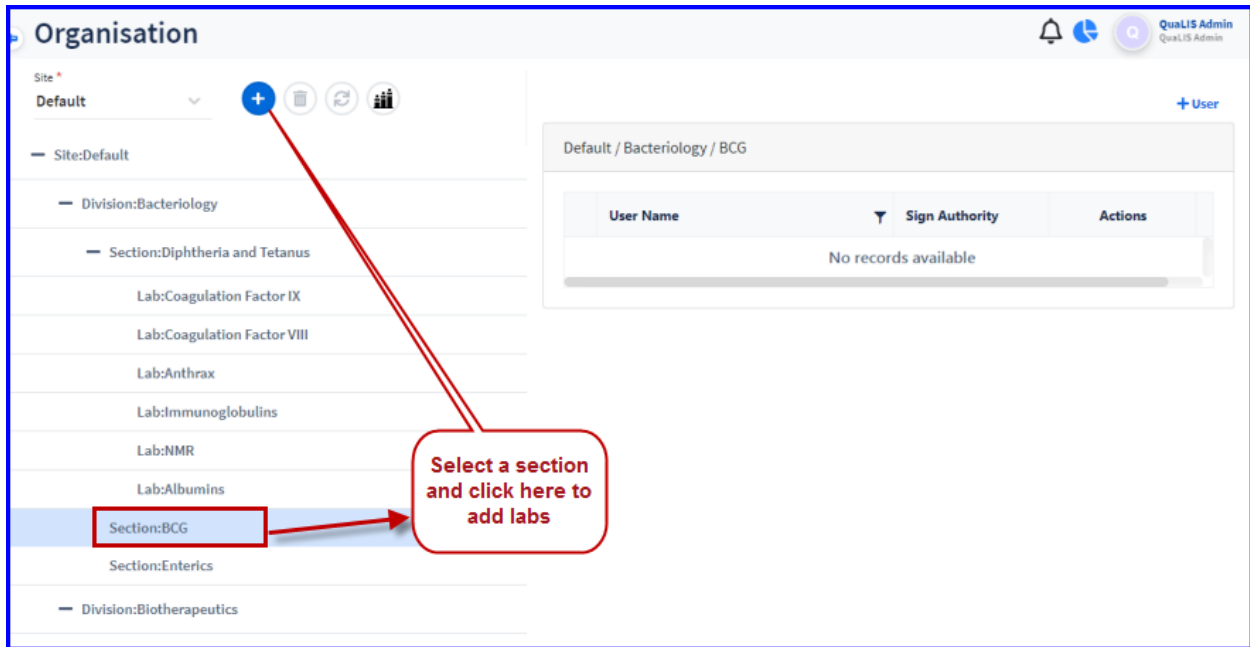 Organisation
Q
QuaLIS Admin
QuaLIS Admin
Site *
Default
+ User
Site:Default
Division:Bacteriology
Section:Diphtheria and Tetanus
Lab:Coagulation Factor IX
Lab:Coagulation Factor VIII
Lab:Anthrax
Lab:Immunoglobulins
Lab:NMR
Lab:Albumins
Section:BCG
Section:Enterics
Division:Biotherapeutics
Default / Bacteriology / BCG
User Name
Sign Authority
Actions
No records available
Select a section
and click here to
add labs